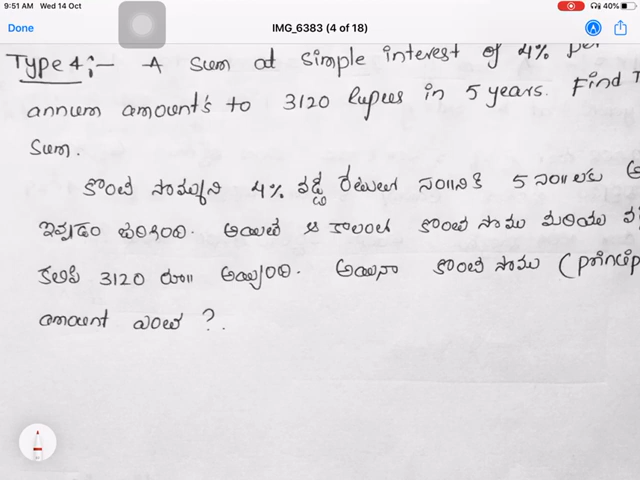 9:51 AM Wed 14 Oct
40%
Done
IMG_6383 (4 of 18)
Type 4:- A sum at simple interest of 4% per
annum amount's to 3120 rupees in 5 years. Find T
Sum.
కొంత సొమ్మును 4% వడ్డీ రేటున సం॥నికి 5 సం॥లకు
ఇవ్వడం జరిగింది. అయితే ఆ కాలంలో కొంత సొమ్ము మరియు వ
కలిపి 3120 రూ॥ అయ్యింది. అయినా కొంత సొమ్ము (princip
amount ఎంత ?